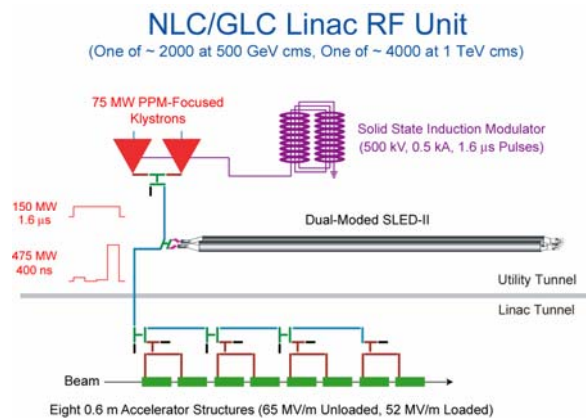 NLC/GLC Linac RF Unit
(One of ~ 2000 at 500 GeV cms, One of ~ 4000 at 1 TeV cms)
75 MW PPM-Focused
Klystrons
Solid State Induction Modulator
(500 kV, 0.5 kA, 1.6 μs Pulses)
150 MW
1.6 μs
Dual-Moded SLED-II
475 MW
400 ns
Utility Tunnel
Linac Tunnel
Beam
Eight 0.6 m Accelerator Structures (65 MV/m Unloaded, 52 MV/m Loaded)